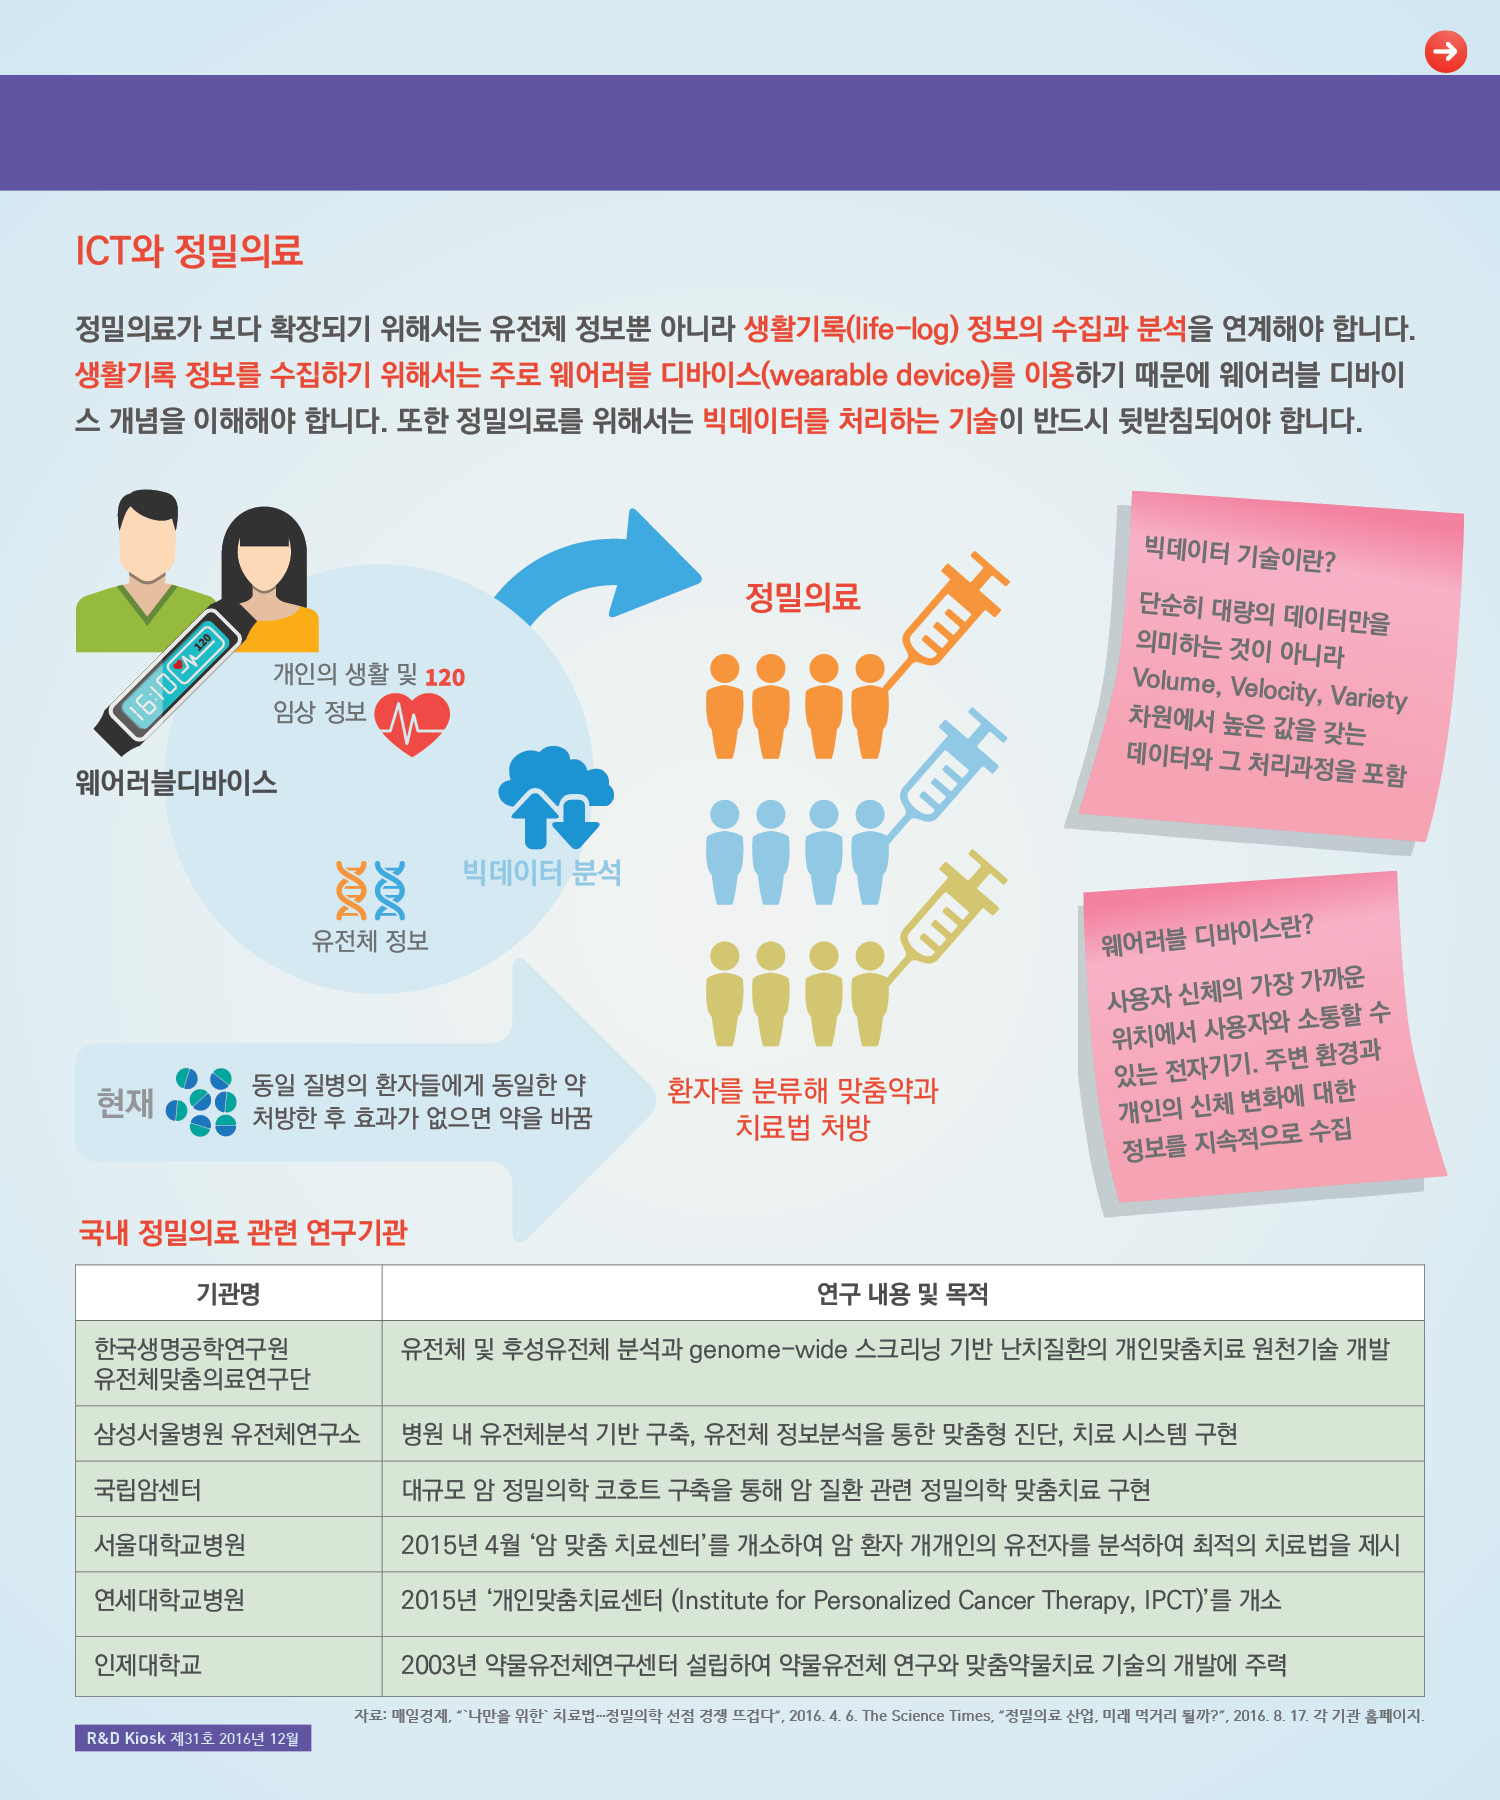 ICT와 정밀의료
정밀의료가 보다 확장되기 위해서는 유전체 정보뿐 아니라 생활기록(life-log) 정보의 수집과 분석을 연계해야 합니다.
생활기록 정보를 수집하기 위해서는 주로 웨어러블 디바이스(wearable device)를 이용하기 때문에 웨어러블 디바이
스 개념을 이해해야 합니다. 또한 정밀의료를 위해서는 빅데이터를 처리하는 기술이 반드시 뒷받침되어야 합니다.
16:10
120
개인의 생활 및 120
임상 정보
웨어러블디바이스
빅데이터 분석
유전체 정보
현재
동일 질병의 환자들에게 동일한 약
처방한 후 효과가 없으면 약을 바꿈
정밀의료
환자를 분류해 맞춤약과
치료법 처방
빅데이터 기술이란?
단순히 대량의 데이터만을
의미하는 것이 아니라
Volume, Velocity, Variety
차원에서 높은 값을 갖는
데이터와 그 처리과정을 포함
웨어러블 디바이스란?
사용자 신체의 가장 가까운
위치에서 사용자와 소통할 수
있는 전자기기. 주변 환경과
개인의 신체 변화에 대한
정보를 지속적으로 수집
국내 정밀의료 관련 연구기관
기관명 연구 내용 및 목적
한국생명공학연구원
유전체맞춤의료연구단
유전체 및 후성유전체 분석과 genome-wide 스크리닝 기반 난치질환의 개인맞춤치료 원천기술 개발
삼성서울병원 유전체연구소 병원 내 유전체분석 기반 구축, 유전체 정보분석을 통한 맞춤형 진단, 치료 시스템 구현
국립암센터 대규모 암 정밀의학 코호트 구축을 통해 암 질환 관련 정밀의학 맞춤치료 구현
서울대학교병원 2015년 4월 ‘암 맞춤 치료센터’를 개소하여 암 환자 개개인의 유전자를 분석하여 최적의 치료법을 제시
연세대학교병원 2015년 ‘개인맞춤치료센터 (Institute for Personalized Cancer Therapy, IPCT)’를 개소
인제대학교 2003년 약물유전체연구센터 설립하여 약물유전체 연구와 맞춤약물치료 기술의 개발에 주력
자료: 매일경제, “`나만을 위한` 치료법…정밀의학 선점 경쟁 뜨겁다“, 2016. 4. 6. The Science Times, “정밀의료 산업, 미래 먹거리 될까?”, 2016. 8. 17. 각 기관 홈페이지.
R&D Kiosk 제31호 2016년 12월